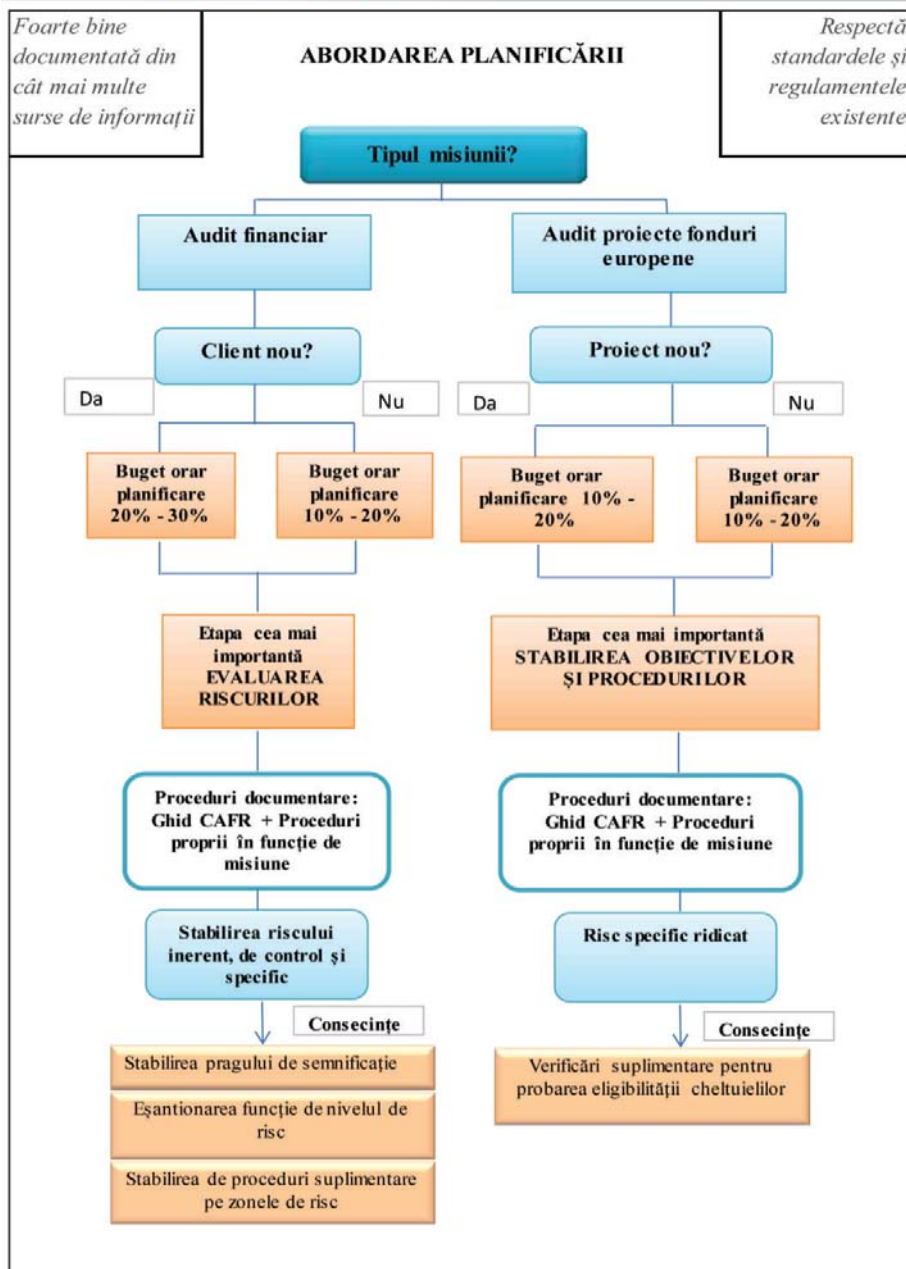 Foarte bine
documentată din
cât mai multe
surse de informații
ABORDAREA PLANIFICĂRII
Respectă
standardele și
regulamentele
existente
Tipul misiunii?
Audit financiar
Audit proiecte fonduri
europene
Client nou?
Proiect nou?
Da
Nu
Da
Nu
Buget orar
planificare
20% - 30%
Buget orar
planificare
10% - 20%
Buget orar
planificare 10% -
20%
Buget orar
planificare
10% - 20%
Etapa cea mai
importantă
EVALUAREA
RISCURILOR
Etapa cea mai importantă
STABILIREA OBIECTIVELOR
ȘI PROCEDURILOR
Proceduri documentare:
Ghid CAFR + Proceduri
proprii în funcție de
misiune
Proceduri documentare:
Ghid CAFR + Proceduri
proprii în funcție de misiune
Stabilirea riscului
inerent, de control și
specific
Risc specific ridicat
Consecințe
Consecințe
Stabilirea pragului de semnificație
Eșantionarea funcție de nivelul de
risc
Stabilirea de proceduri suplimentare
pe zonele de risc
Verificări suplimentare pentru
probarea eligibilității cheltuielilor